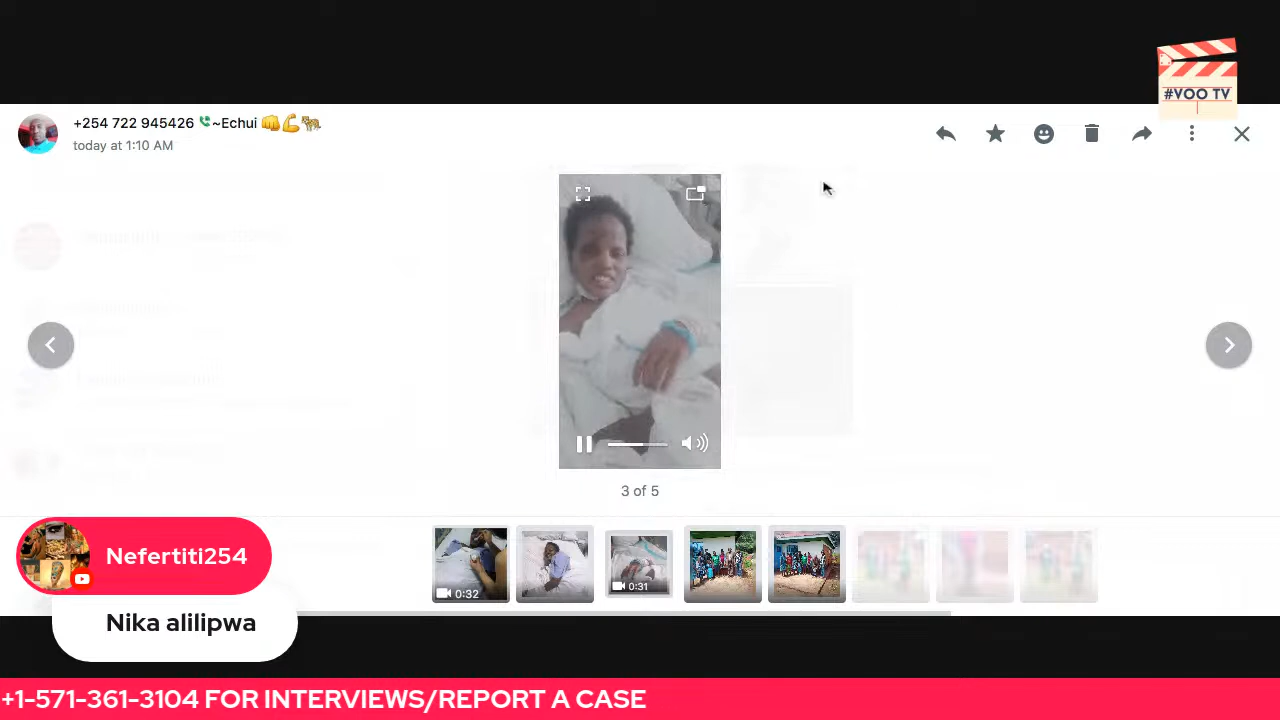 #VOO TV
+254 722 945426 ~Echui 👊💪🐅
today at 1:10 AM
3 of 5
0:32
0:31
Nefertiti254
Nika alilipwa
+1-571-361-3104 FOR INTERVIEWS/REPORT A CASE